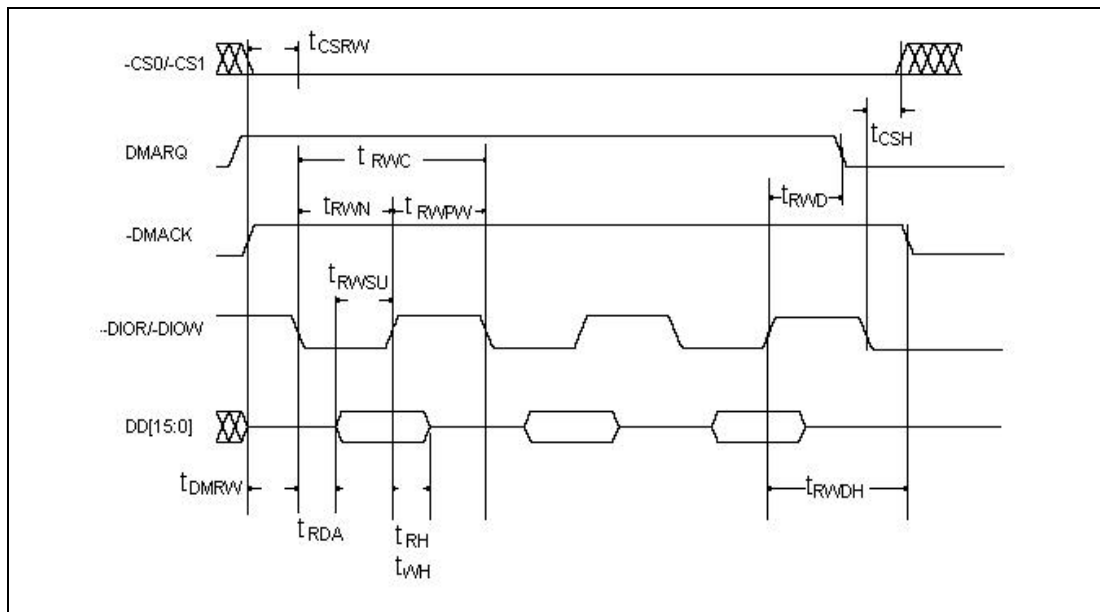 tCSRW
-CS0/-CS1
tCSH
DMARQ
tRWC
tRWD
tRWN tRWPW
-DMACK
tRWSU
-DIOR/-DIOW
DD[15:0]
tDMRW
tRWDH
tRDA
tRH
tWH